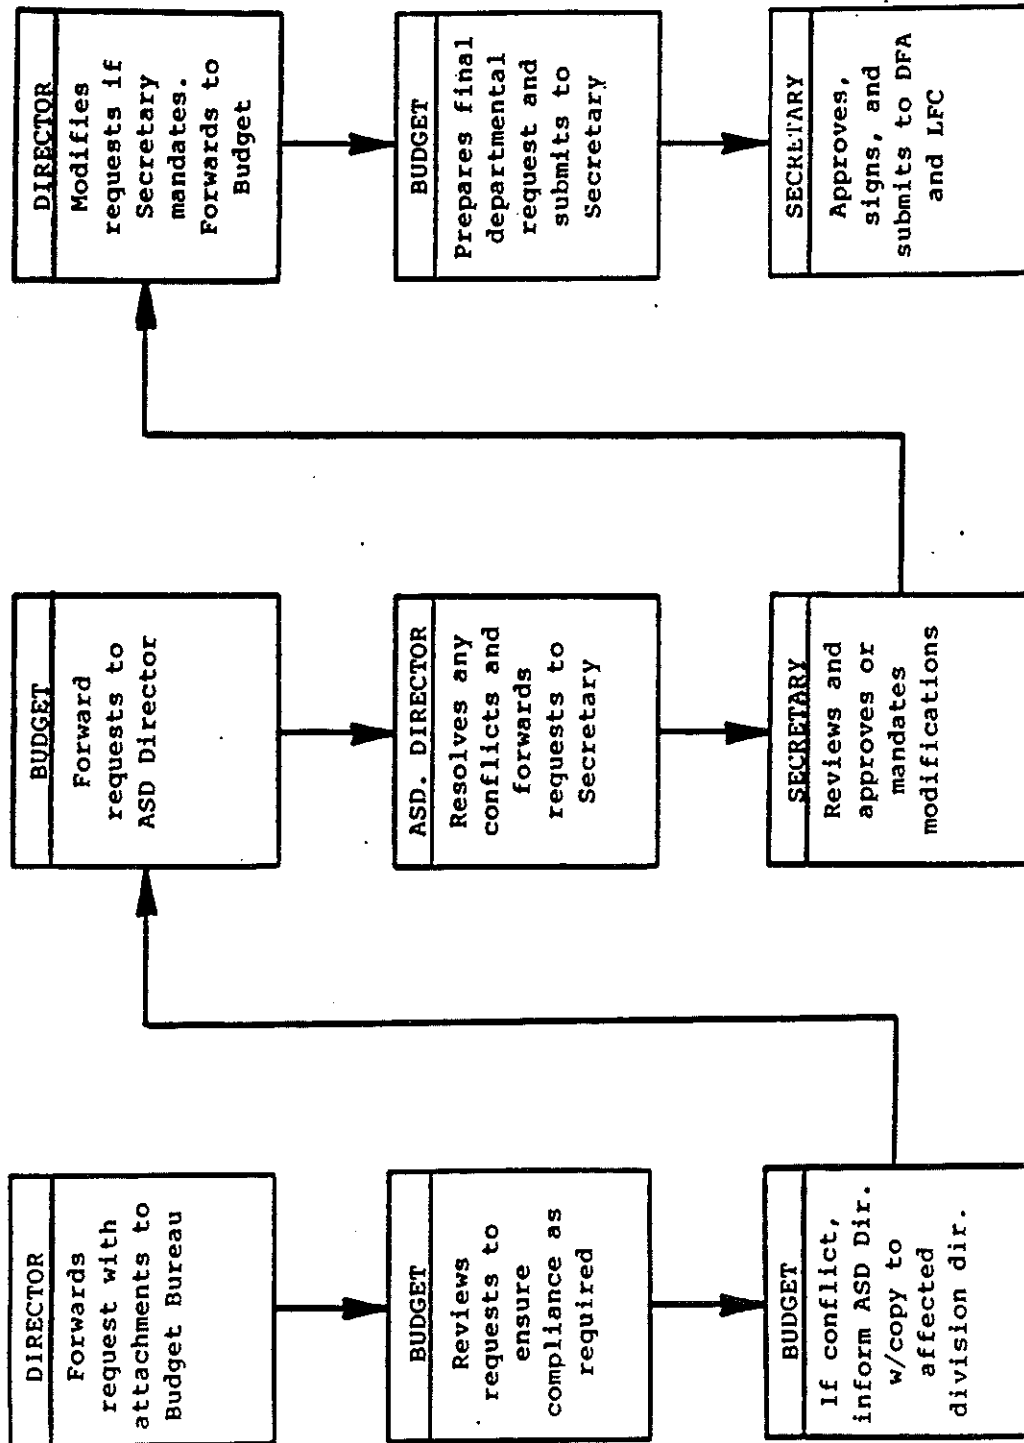 DIRECTOR
Forwards
request with
attachments to
Budget Bureau
BUDGET
Reviews
requests to
ensure
compliance as
required
BUDGET
If conflict,
inform ASD Dir.
w/copy to
affected
division dir.
BUDGET
Forward
requests to
ASD Director
ASD. DIRECTOR
Resolves any
conflicts and
forwards
requests to
Secretary
SECRETARY
Reviews and
approves or
mandates
modifications
DIRECTOR
Modifies
requests if
Secretary
mandates.
Forwards to
Budget
BUDGET
Prepares final
departmental
request and
submits to
Secretary
SECRETARY
Approves,
signs, and
submits to DFA
and LFC